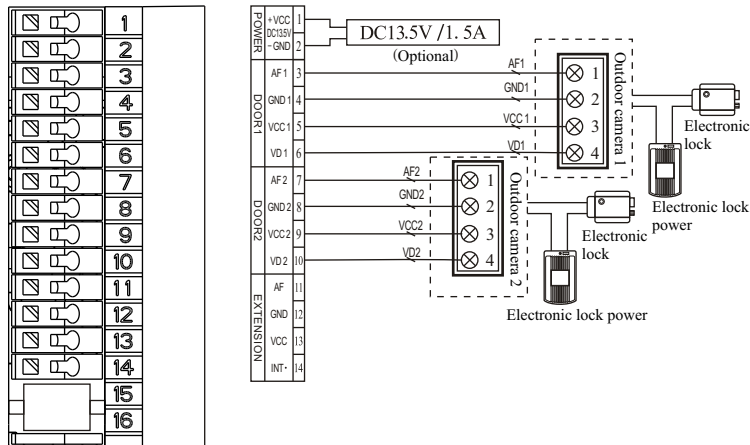 1
2
3
4
5
6
7
8
9
10
11
12
13
14
15
16
POWER
+VCC 1
DC13.5V
-GND 2
DC13.5V /1. 5A
(Optional)
DOOR1
AF 1 3
GND 1 4
VCC 1 5
VD 1 6
AF1
GND1
VCC 1
VD1
1
2
3
4
Outdoor camera 1
Electronic
lock
Electronic lock
power
DOOR2
AF 2 7
GND 2 8
VCC 2 9
VD 2 10
AF2
GND2
VCC2
VD2
1
2
3
4
Outdoor camera 2
Electronic
lock
Electronic lock power
EXTENSION
AF 11
GND 12
VCC 13
INT· 14